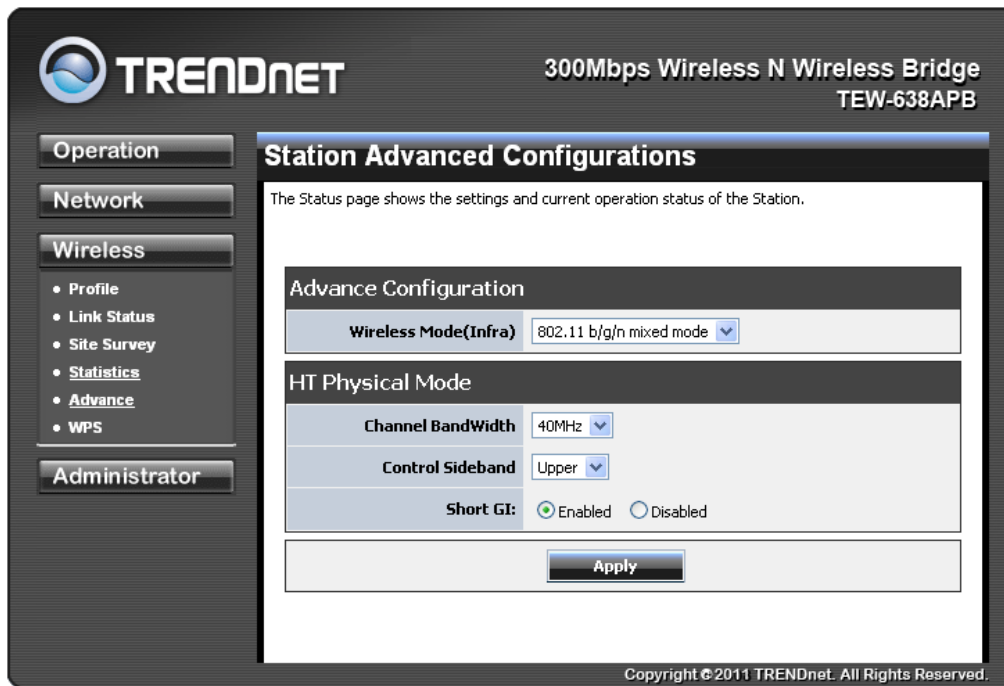 TRENDNET
300Mbps Wireless N Wireless Bridge
TEW-638APB
Operation
Network
Wireless
• Profile
• Link Status
• Site Survey
• Statistics
• Advance
• WPS
Administrator
Station Advanced Configurations
The Status page shows the settings and current operation status of the Station.
Advance Configuration
Wireless Mode(Infra) 802.11 b/g/n mixed mode
HT Physical Mode
Channel BandWidth 40MHz
Control Sideband Upper
Short GI: Enabled Disabled
Apply
Copyright © 2011 TRENDnet. All Rights Reserved.